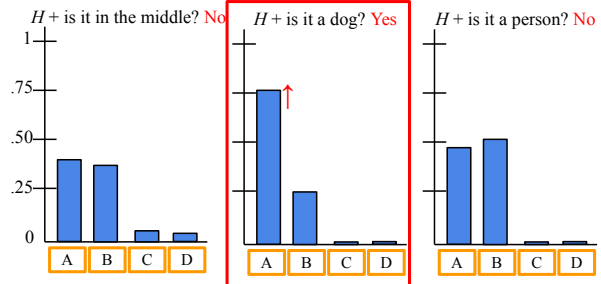 H + is it in the middle? No
1
.75
.50
.25
0
A B C D
H + is it a dog? Yes
A B C D
H + is it a person? No
A B C D